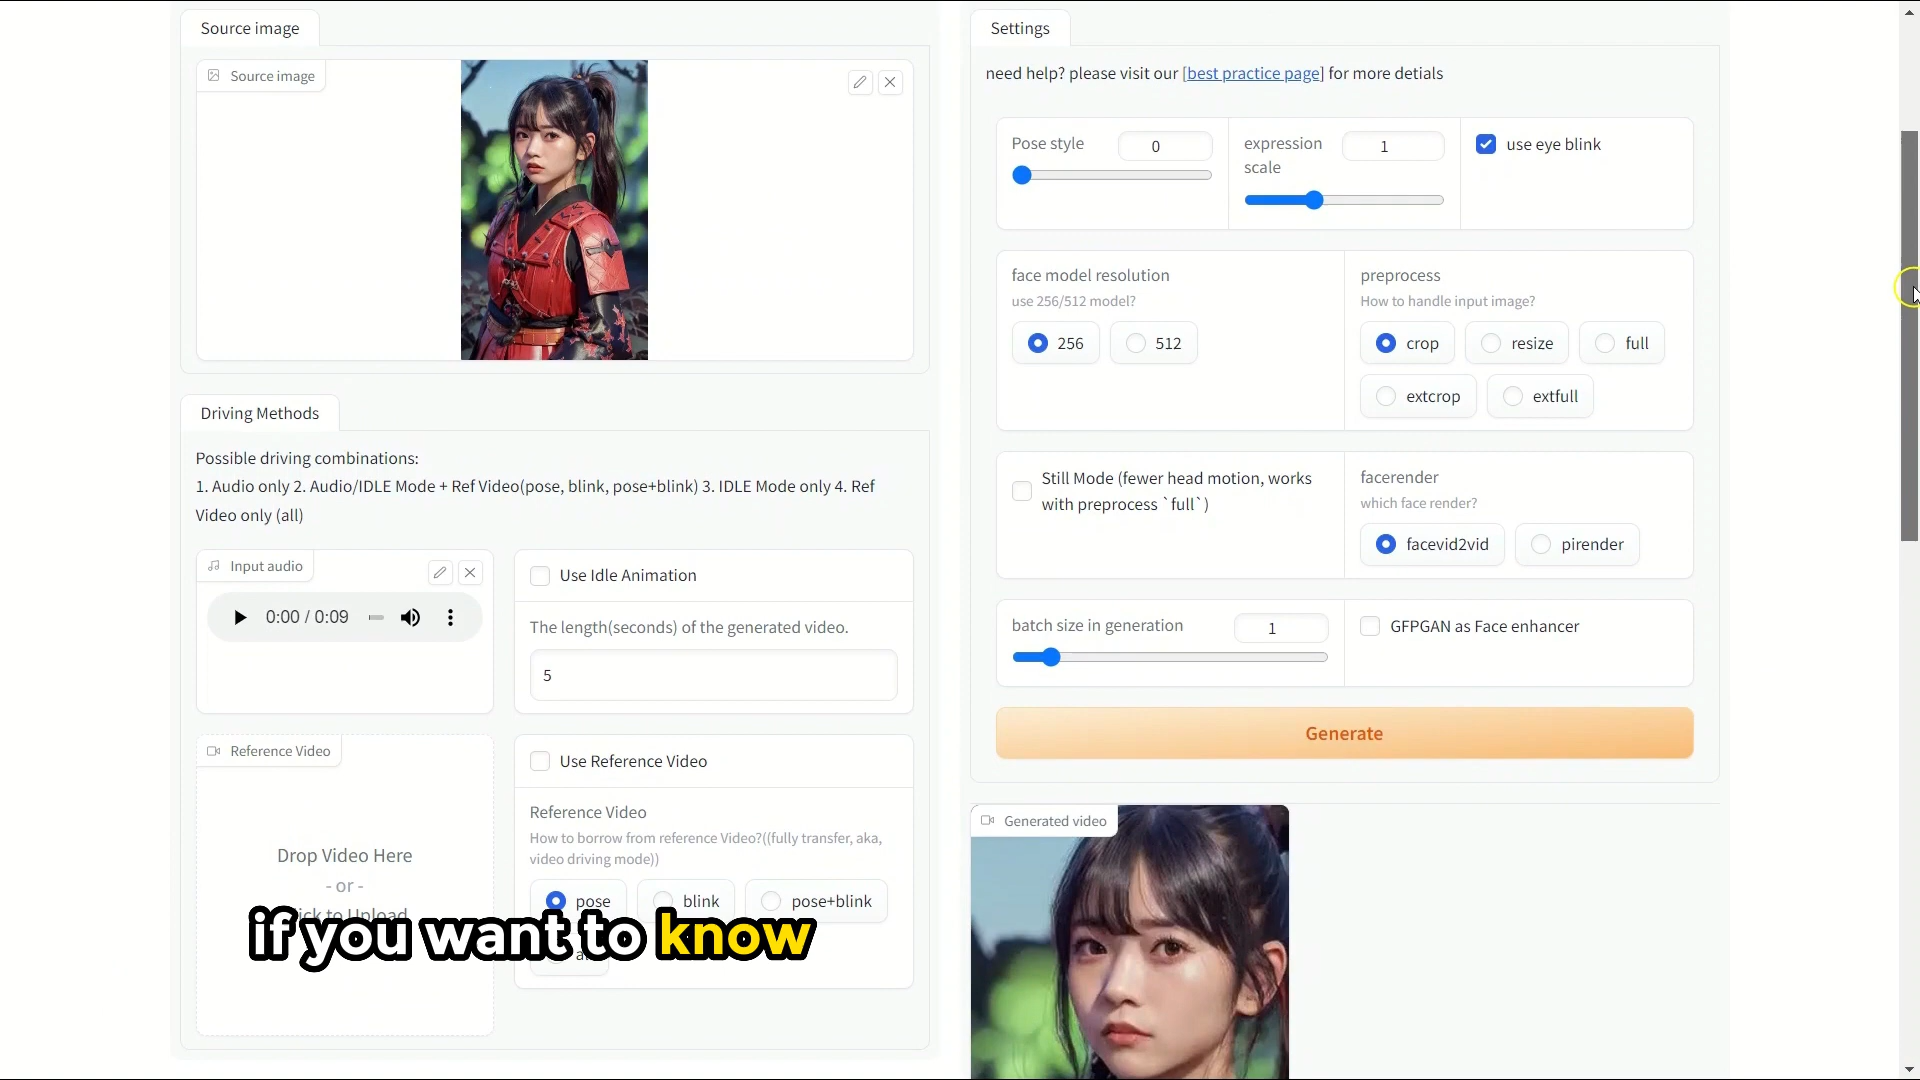 Source image
Source image
Driving Methods
Possible driving combinations:
1. Audio only 2. Audio/IDLE Mode + Ref Video(pose, blink, pose+blink) 3. IDLE Mode only 4. Ref
Video only (all)
Input audio
0:00 / 0:09
Use Idle Animation
The length(seconds) of the generated video.
5
Reference Video
Drop Video Here
- or -
Use Reference Video
Reference Video
How to borrow from reference Video?((fully transfer, aka,
video driving mode))
pose
blink
pose+blink
if you want to know
Settings
need help? please visit our [best practice page] for more detials
Pose style
0
expression
scale
1
use eye blink
face model resolution
use 256/512 model?
256
512
preprocess
How to handle input image?
crop
resize
full
extcrop
extfull
Still Mode (fewer head motion, works
with preprocess `full`)
facerender
which face render?
facevid2vid
pirender
batch size in generation
1
GFPGAN as Face enhancer
Generate
Generated video